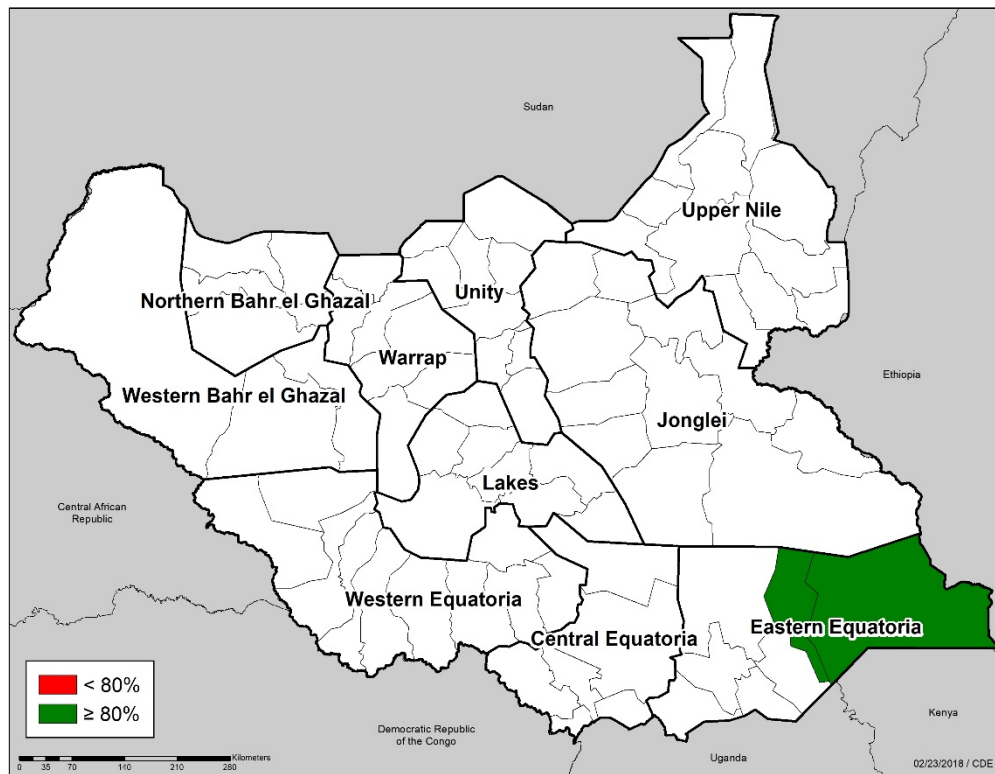 Sudan
Upper Nile
Northern Bahr el Ghazal
Unity
Warrap
Ethiopia
Western Bahr el Ghazal
Jonglei
Lakes
Central African
Republic
Western Equatoria
Eastern Equatoria
Central Equatoria
< 80%
≥ 80%
Kenya
Democratic Republic
of the Congo
Uganda
Kilometers
0 35 70 140 210 280
02/23/2018 / CDE